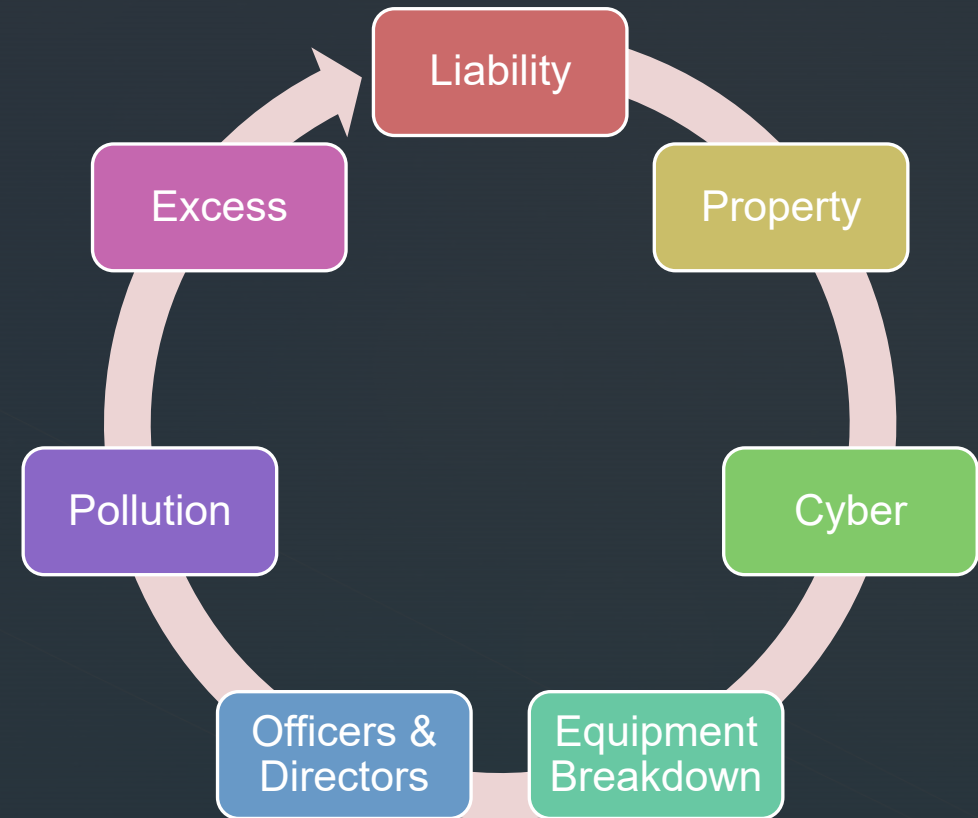 Liability
Property
Cyber
Equipment
Breakdown
Officers &
Directors
Pollution
Excess